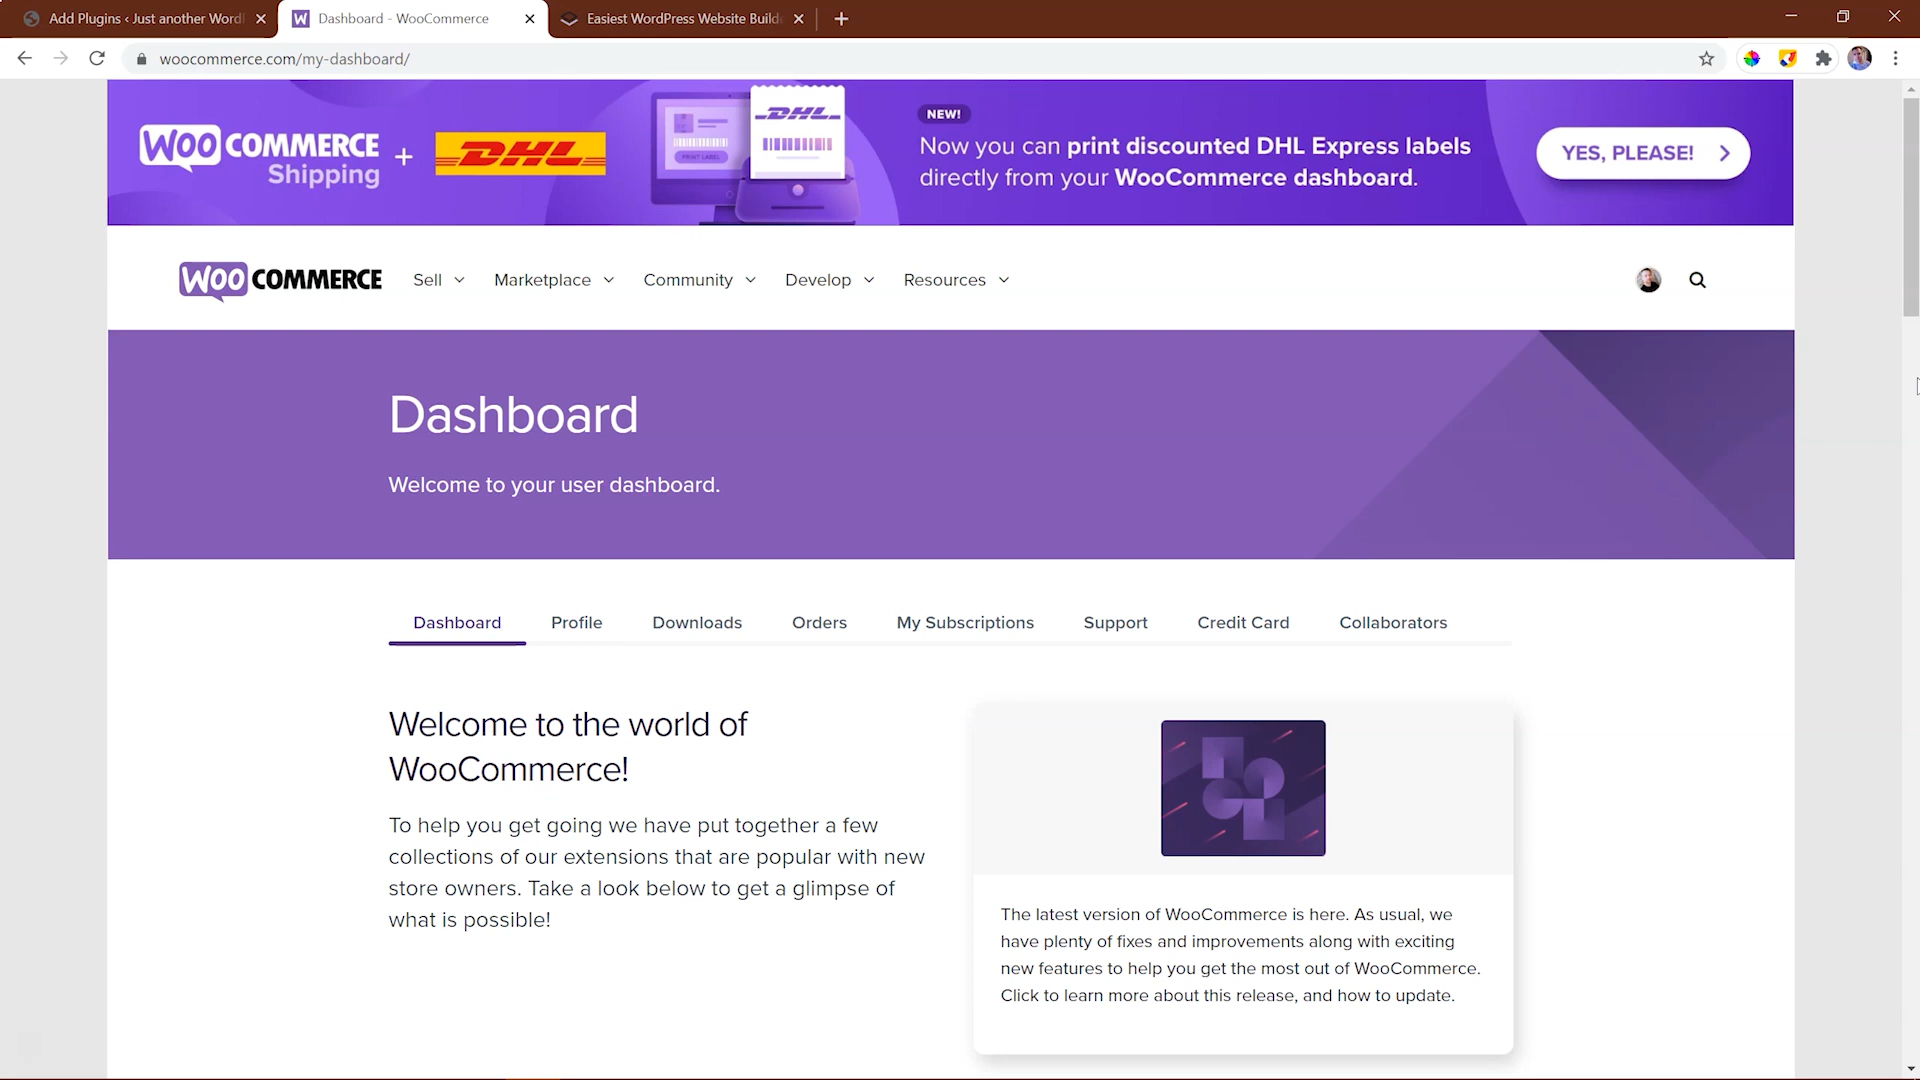 Add Plugins ‹ Just another Word
Dashboard - WooCommerce
Easiest WordPress Website Build
woocommerce.com/my-dashboard/
WOO COMMERCE
Shipping
+
DHL
PRINT LABEL
DHL
NEW!
Now you can print discounted DHL Express labels
directly from your WooCommerce dashboard.
YES, PLEASE!
WOO COMMERCE
Sell
Marketplace
Community
Develop
Resources
Dashboard
Welcome to your user dashboard.
Dashboard
Profile
Downloads
Orders
My Subscriptions
Support
Credit Card
Collaborators
Welcome to the world of
WooCommerce!
To help you get going we have put together a few
collections of our extensions that are popular with new
store owners. Take a look below to get a glimpse of
what is possible!
The latest version of WooCommerce is here. As usual, we
have plenty of fixes and improvements along with exciting
new features to help you get the most out of WooCommerce.
Click to learn more about this release, and how to update.